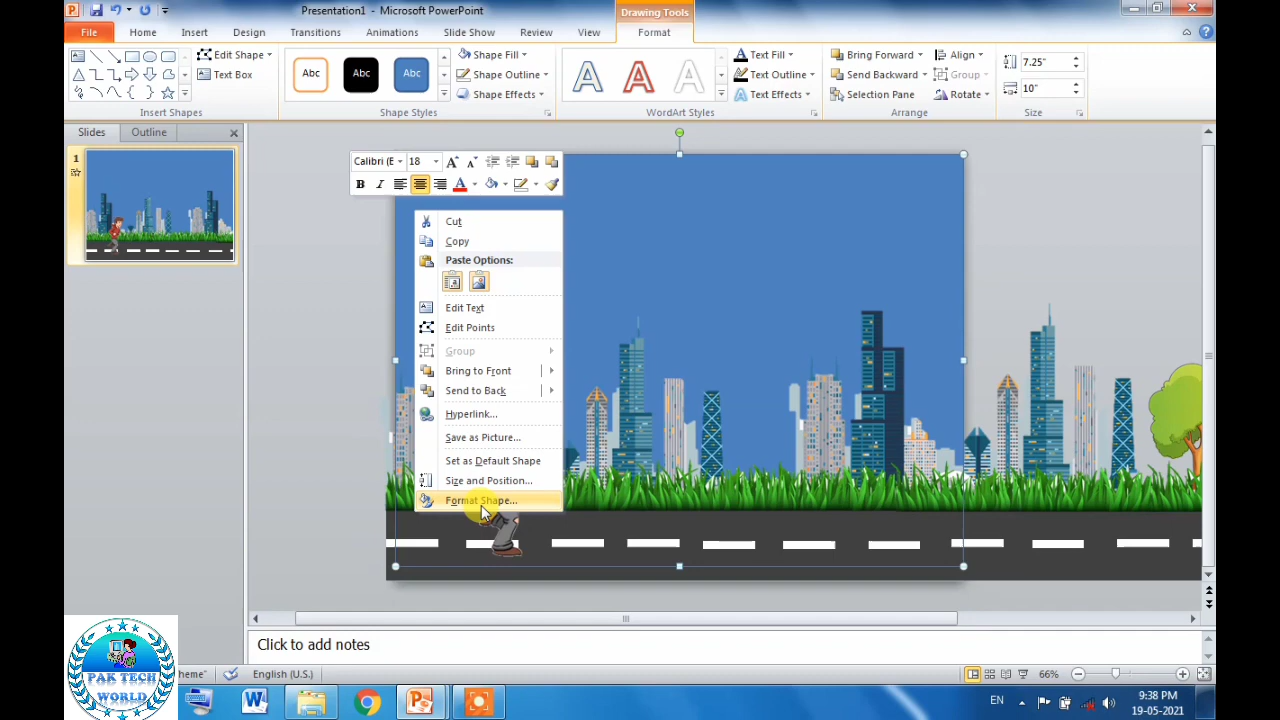 Presentation1 - Microsoft PowerPoint
Drawing Tools
File Home Insert Design Transitions Animations Slide Show Review View Format
Edit Shape
Text Box
Insert Shapes
Abc Abc Abc
Shape Fill
Shape Outline
Shape Effects
Shape Styles
Text Fill
Text Outline
Text Effects
WordArt Styles
Bring Forward
Send Backward
Selection Pane
Align
Group
Rotate
Arrange
7.25"
10"
Size
Slides Outline
1
Calibri (E 18
B I A
Cut
Copy
Paste Options:
Edit Text
Edit Points
Group
Bring to Front
Send to Back
Hyperlink...
Save as Picture...
Set as Default Shape
Size and Position...
Format Shape...
Click to add notes
heme"
English (U.S.)
66%
PAK TECH
WORLD
EN
9:38 PM
19-05-2021